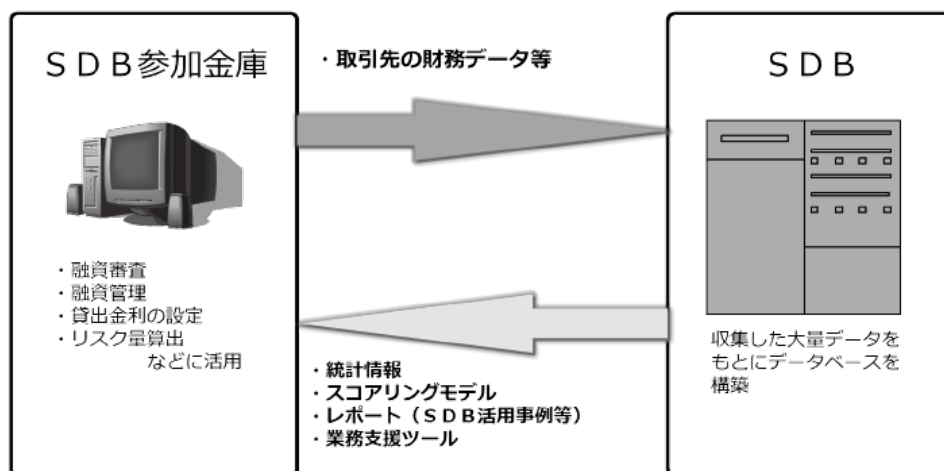 ＳＤＢ参加金庫
・融資審査
・融資管理
・貸出金利の設定
・リスク量算出
などに活用
・取引先の財務データ等
・統計情報
・スコアリングモデル
・レポート（ＳＤＢ活用事例等）
・業務支援ツール
ＳＤＢ
収集した大量データを
もとにデータベースを
構築